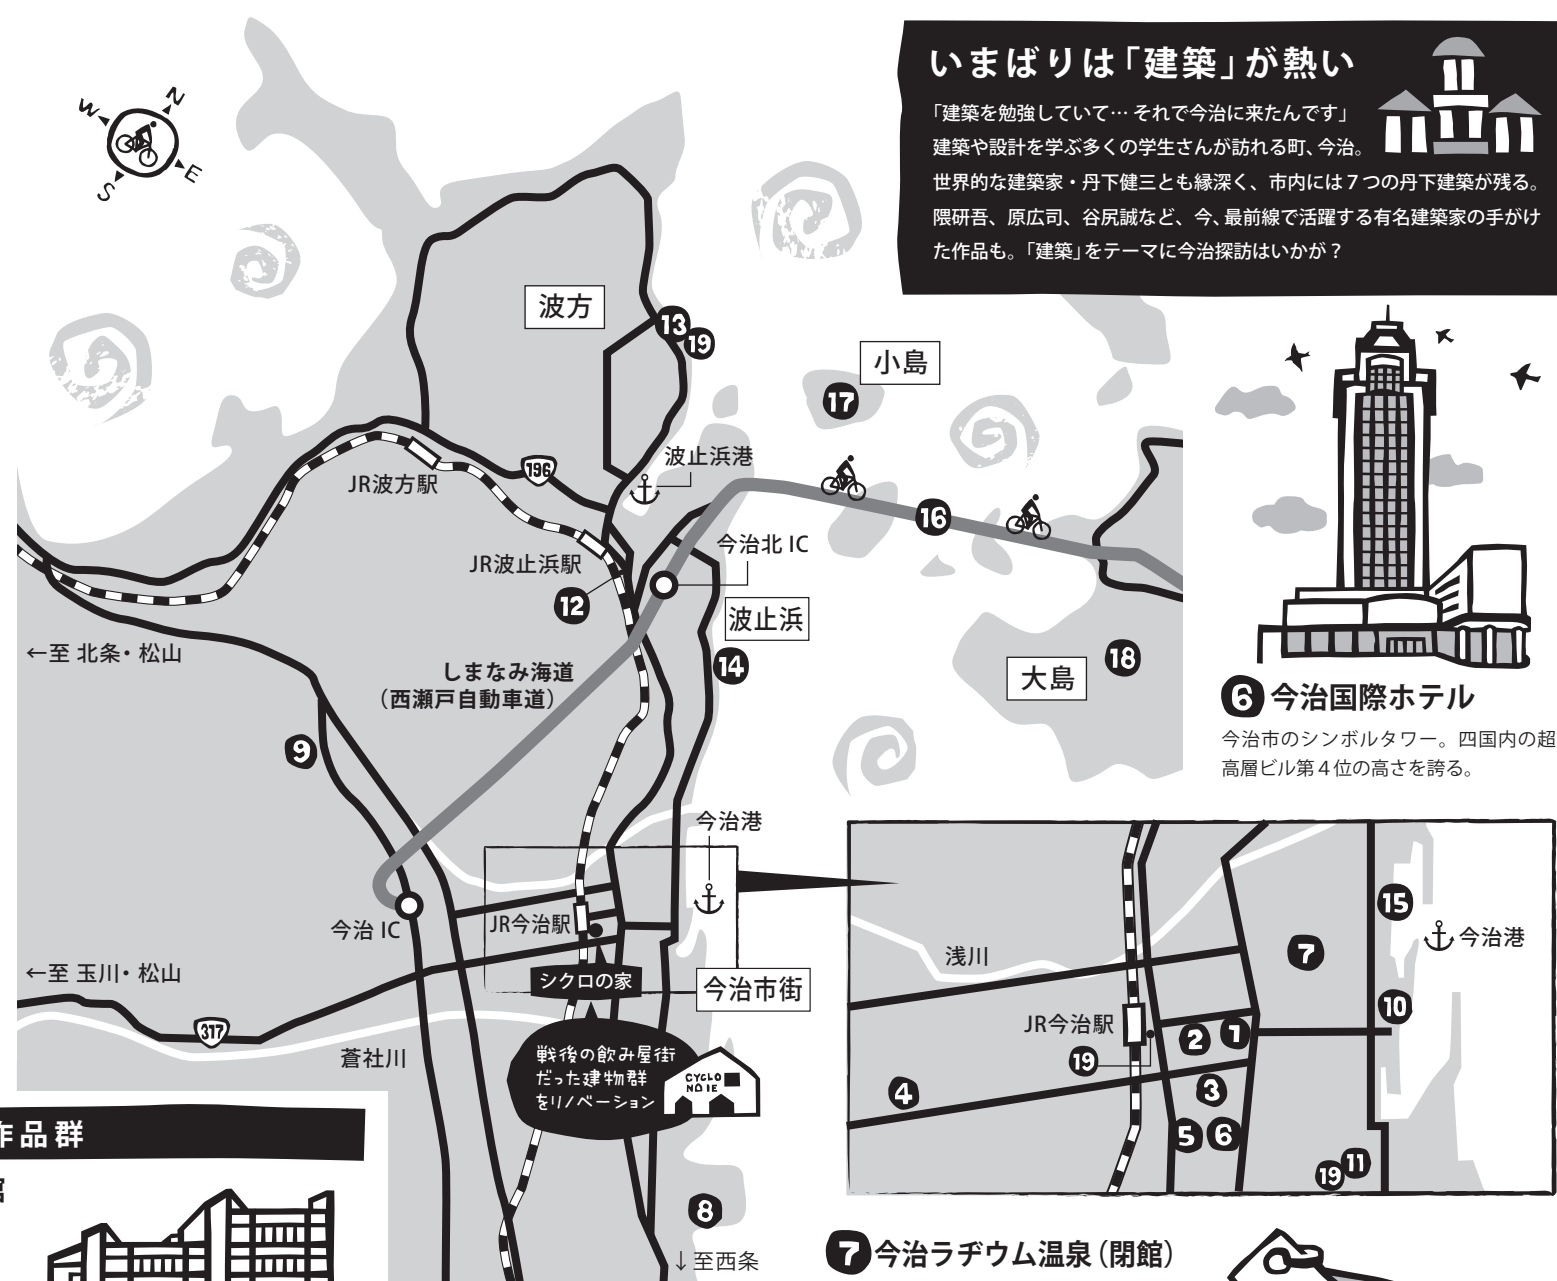 いまばりは「建築」が熱い
「建築を勉強していて… それで今治に来たんです」
建築や設計を学ぶ多くの学生さんが訪れる町、今治。
世界的な建築家・丹下健三とも縁深く、市内には７つの丹下建築が残る。
隈研吾、原広司、谷尻誠など、今、最前線で活躍する有名建築家の手がけ
た作品も。「建築」をテーマに今治探訪はいかが？
N
W
E
S
波方
13
19
小島
17
波止浜港
196
JR波方駅
16
今治北 IC
JR波止浜駅
12
波止浜
←至 北条・松山
14
18
しまなみ海道
（西瀬戸自動車道）
大島
9
6 今治国際ホテル
今治市のシンボルタワー。四国内の超
高層ビル第４位の高さを誇る。
今治港
今治 IC
JR今治駅
←至 玉川・松山
シクロの家
今治市街
317
蒼社川
戦後の飲み屋街
だった建物群
をリノベーション
CYCLO
NO IE
8
↓至西条
15
浅川
7
今治港
10
JR今治駅
2
1
19
4
3
5
6
11
19
作品群
7 今治ラヂウム温泉（閉館）